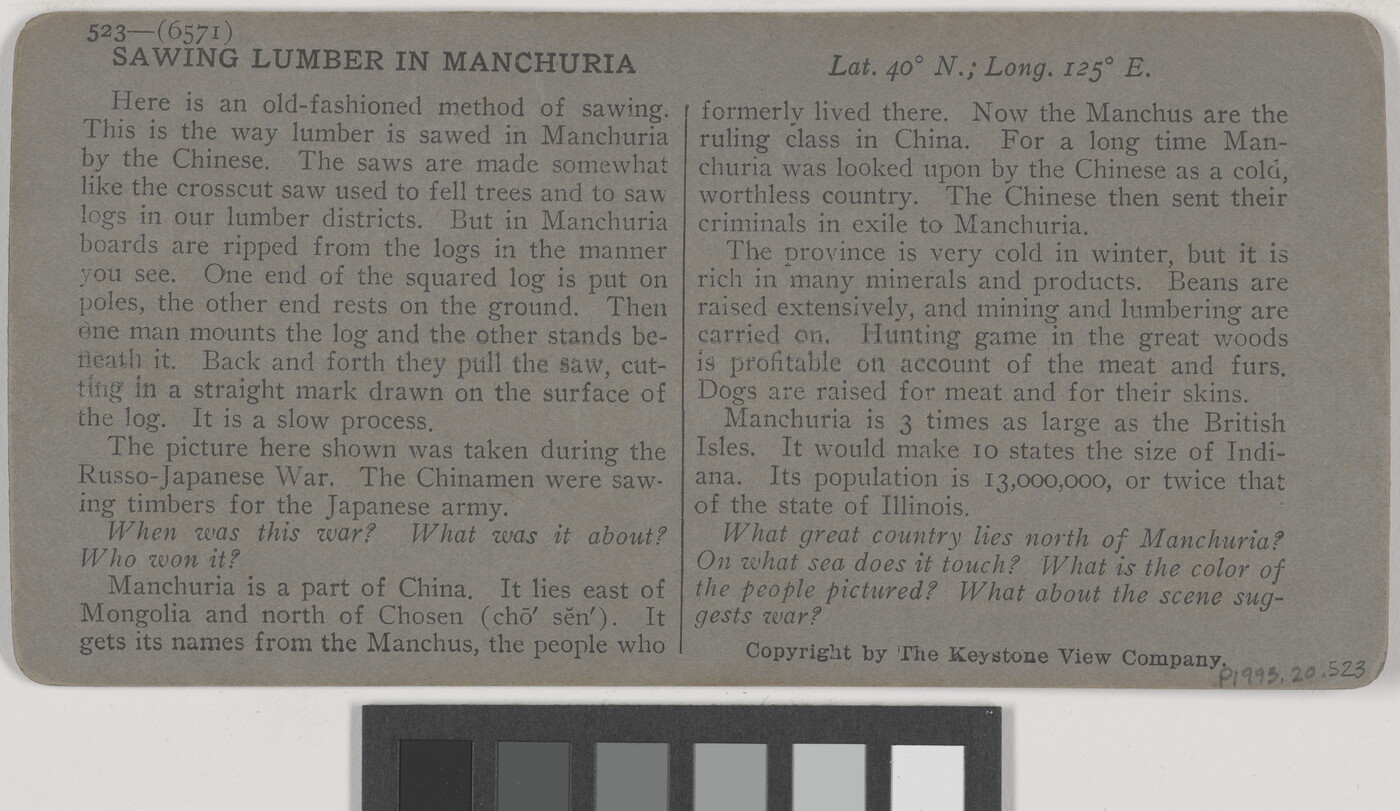 523—(6571)
SAWING LUMBER IN MANCHURIA
Lat. 40° N.; Long. 125° E.
Here is an old-fashioned method of sawing.
This is the way lumber is sawed in Manchuria
by the Chinese. The saws are made somewhat
like the crosscut saw used to fell trees and to saw
logs in our lumber districts. But in Manchuria
boards are ripped from the logs in the manner
you see. One end of the squared log is put on
poles, the other end rests on the ground. Then
one man mounts the log and the other stands be-
neath it. Back and forth they pull the saw, cut-
ting in a straight mark drawn on the surface of
the log. It is a slow process.
The picture here shown was taken during the
Russo-Japanese War. The Chinamen were saw-
ing timbers for the Japanese army.
When was this war? What was it about?
Who won it?
Manchuria is a part of China. It lies east of
Mongolia and north of Chosen (chō′ sĕn′). It
gets its names from the Manchus, the people who
formerly lived there. Now the Manchus are the
ruling class in China. For a long time Man-
churia was looked upon by the Chinese as a cold,
worthless country. The Chinese then sent their
criminals in exile to Manchuria.
The province is very cold in winter, but it is
rich in many minerals and products. Beans are
raised extensively, and mining and lumbering are
carried on. Hunting game in the great woods
is profitable on account of the meat and furs.
Dogs are raised for meat and for their skins.
Manchuria is 3 times as large as the British
Isles. It would make 10 states the size of Indi-
ana. Its population is 13,000,000, or twice that
of the state of Illinois.
What great country lies north of Manchuria?
On what sea does it touch? What is the color of
the people pictured? What about the scene sug-
gests war?
Copyright by The Keystone View Company.
P1993.20.523